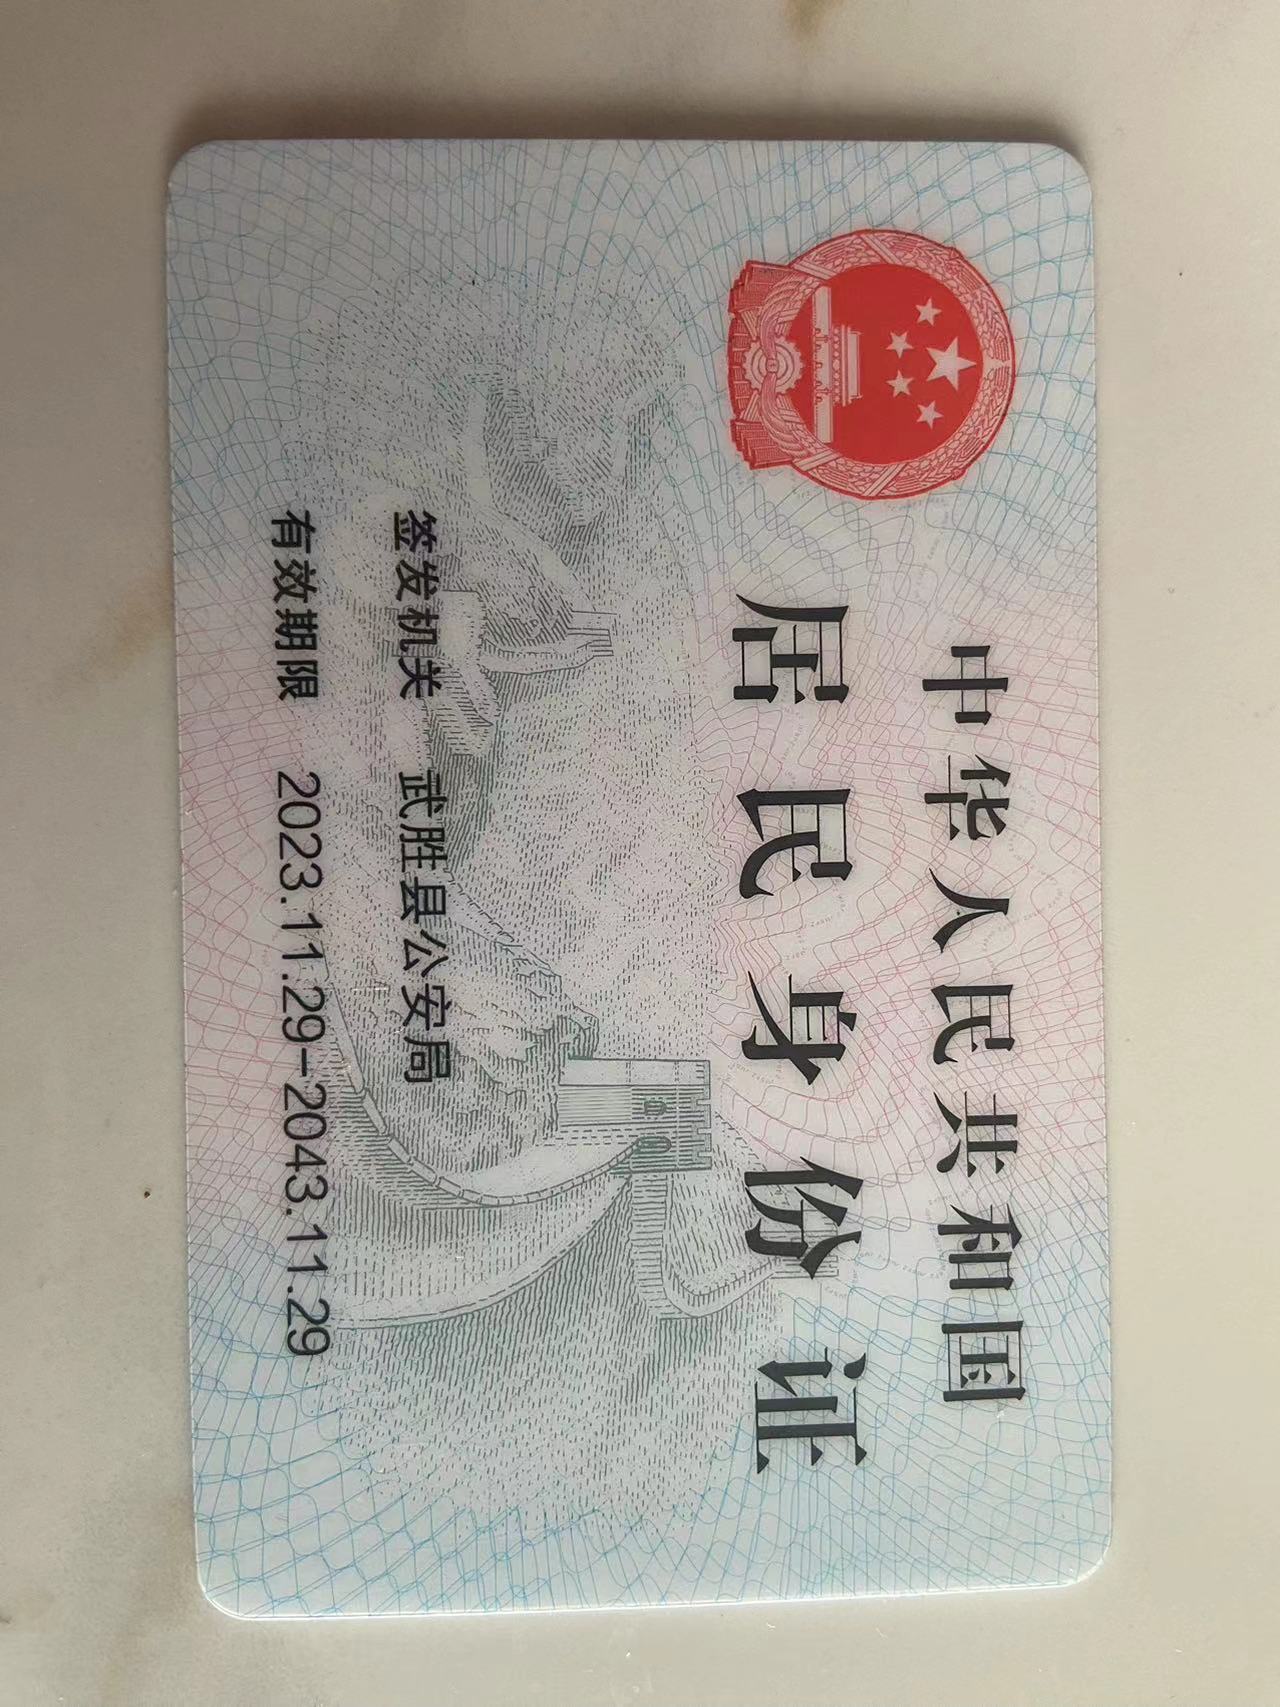 中华人民共和国
居民身份证
签发机关 武胜县公安局
有效期限 2023.11.29-2043.11.29